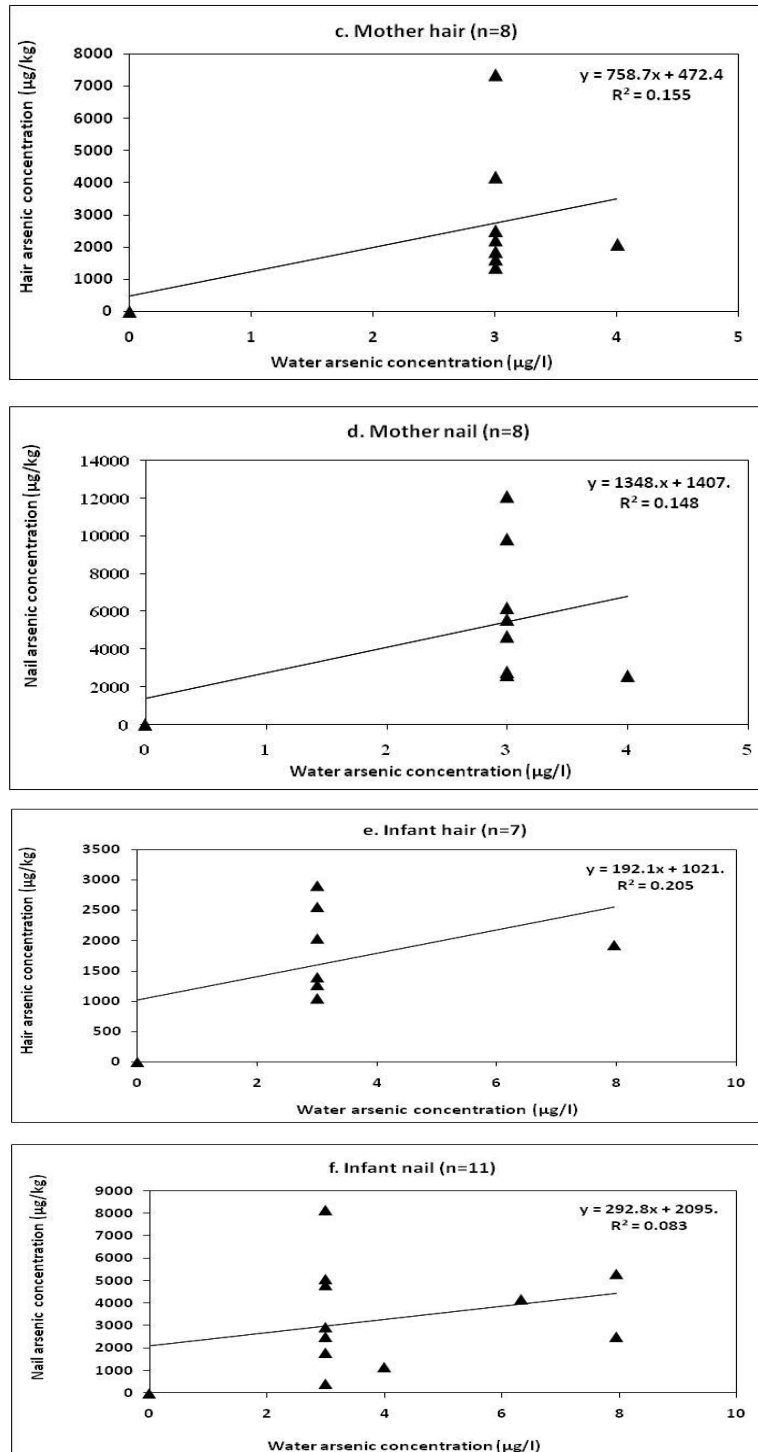 c. Mother hair (n=8)
Hair arsenic concentration (µg/kg)
8000
7000
6000
5000
4000
3000
2000
1000
0
y = 758.7x + 472.4
R² = 0.155
0 1 2 3 4 5
Water arsenic concentration (µg/l)
d. Mother nail (n=8)
Nail arsenic concentration (µg/kg)
14000
12000
10000
8000
6000
4000
2000
0
y = 1348.x + 1407.
R² = 0.148
0 1 2 3 4 5
Water arsenic concentration (µg/l)
e. Infant hair (n=7)
Hair arsenic concentration (µg/kg)
3500
3000
2500
2000
1500
1000
500
0
y = 192.1x + 1021.
R² = 0.205
0 2 4 6 8 10
Water arsenic concentration (µg/l)
f. Infant nail (n=11)
Nail arsenic concentration (µg/kg)
9000
8000
7000
6000
5000
4000
3000
2000
1000
0
y = 292.8x + 2095.
R² = 0.083
0 2 4 6 8 10
Water arsenic concentration (µg/l)